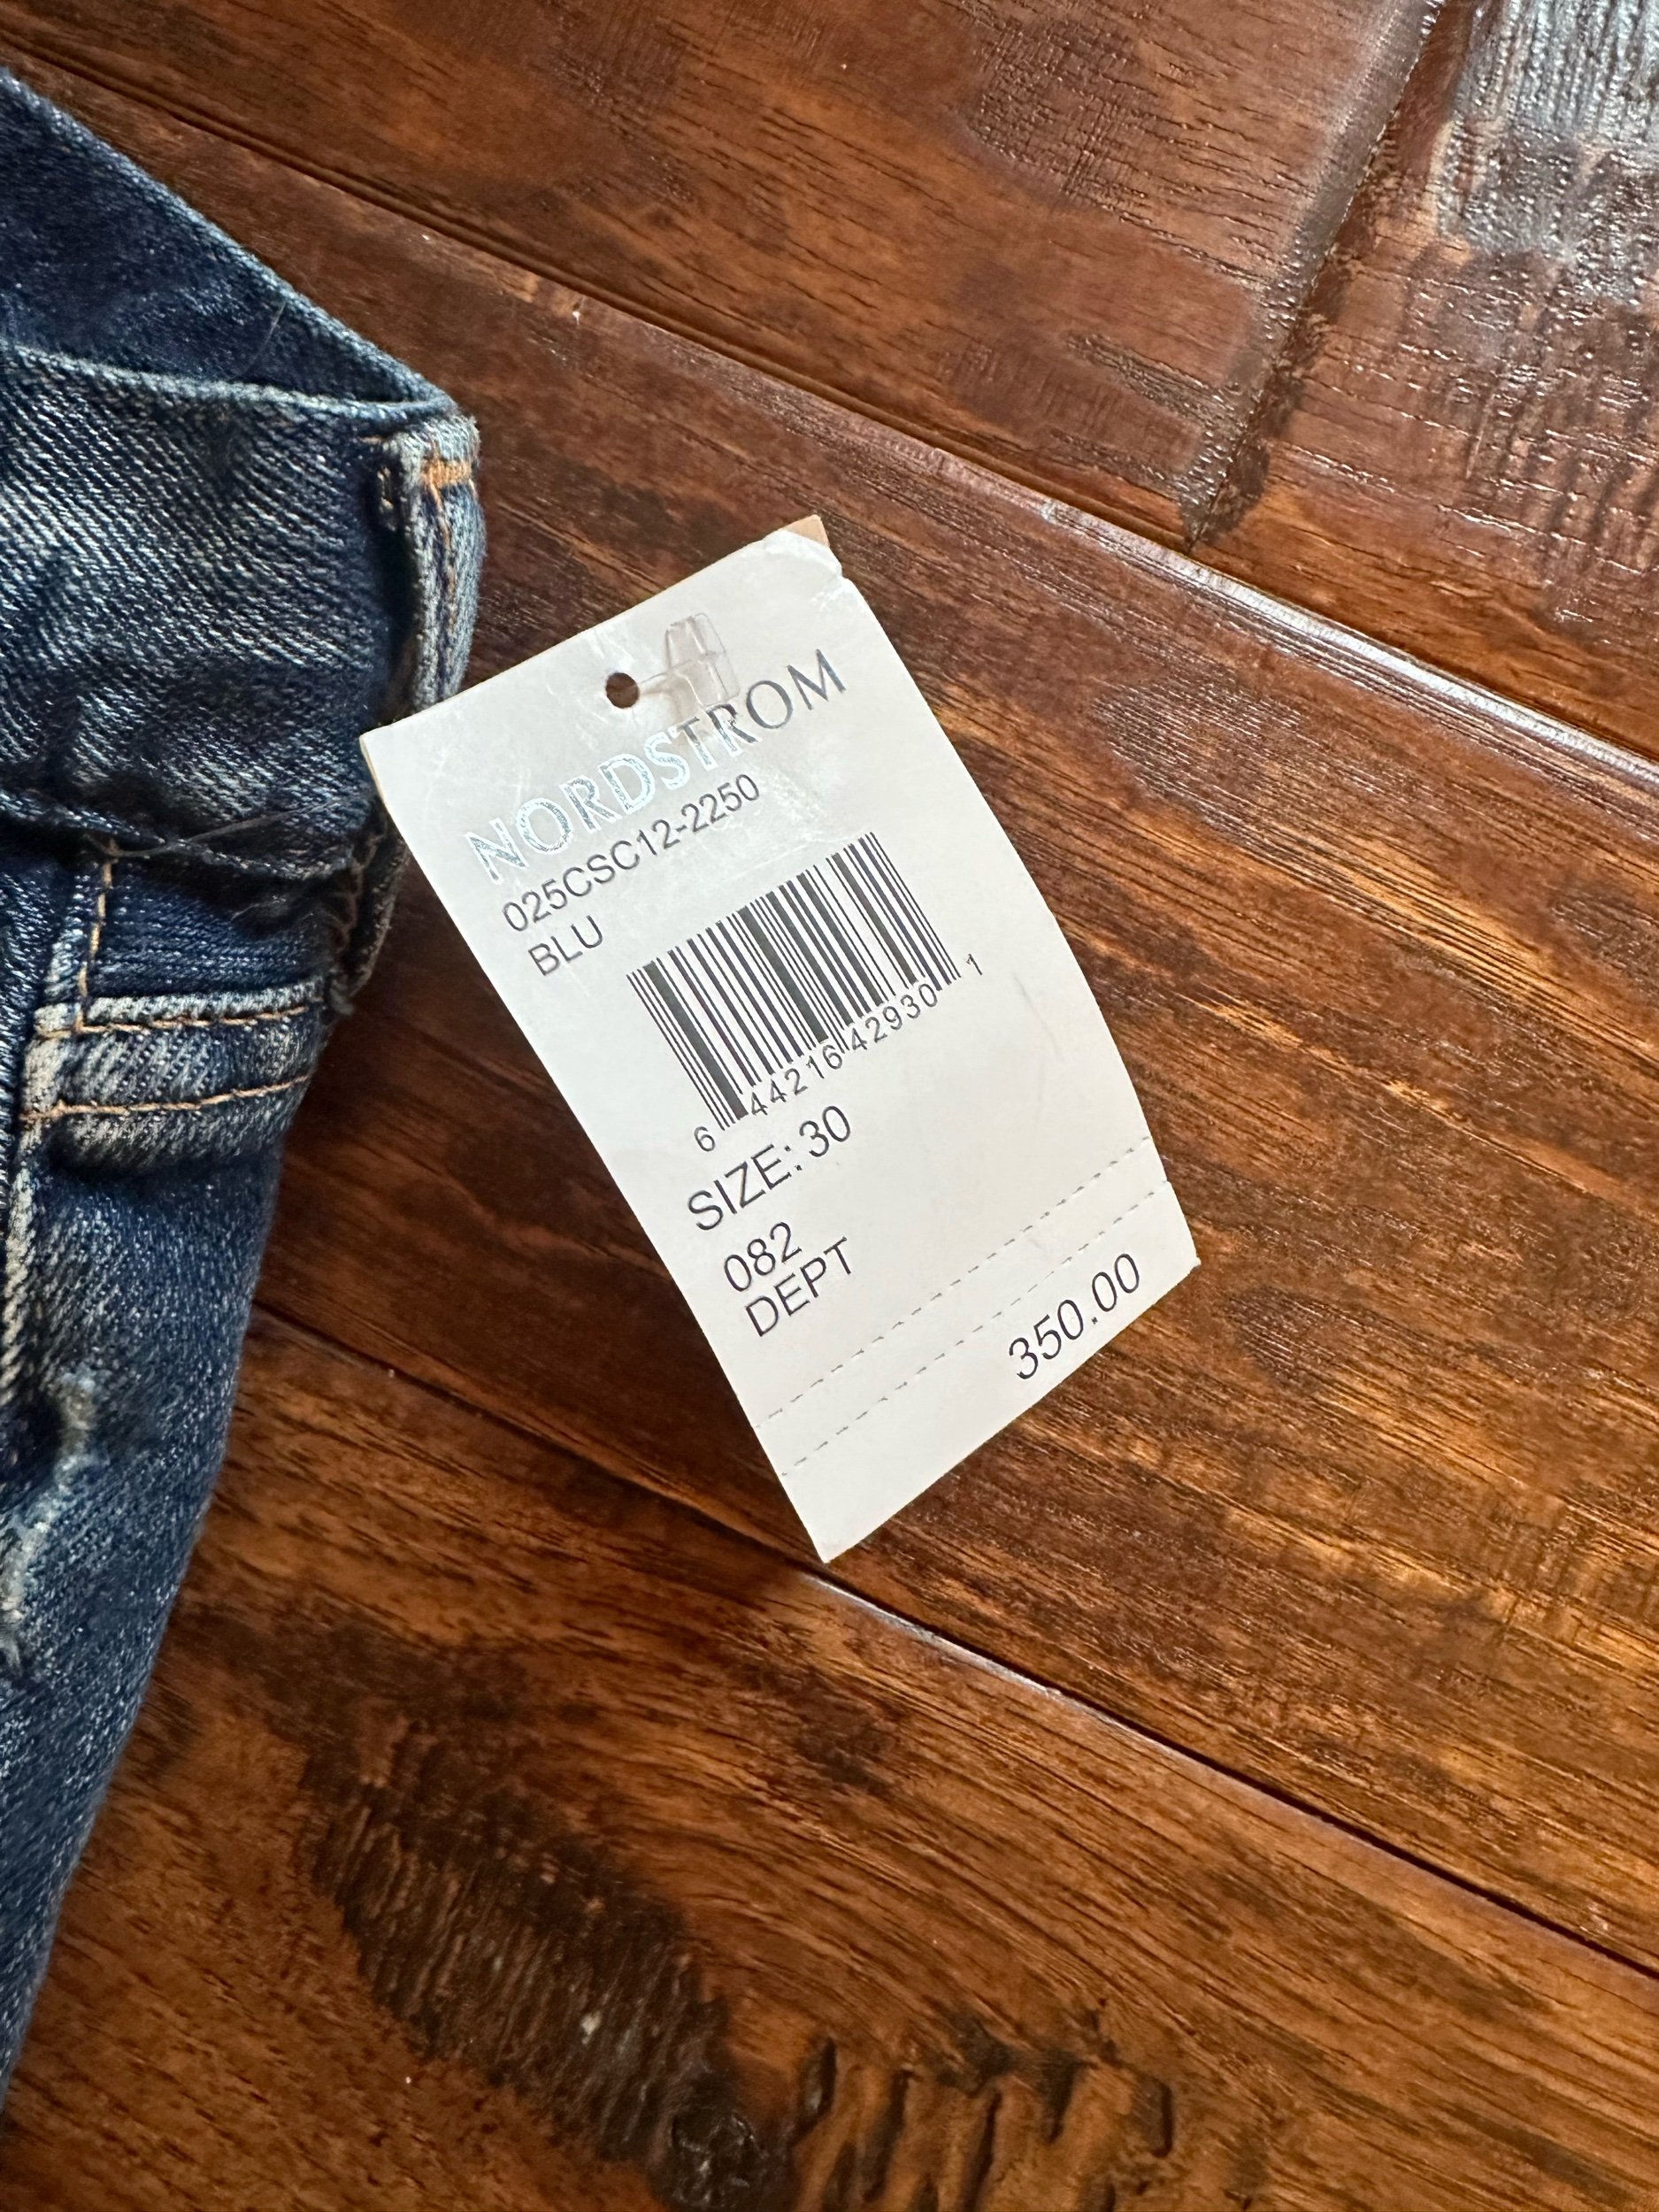 NORDSTROM
025CSC12-2250
BLU
6 44216 42930 1
SIZE: 30
082
DEPT
350.00